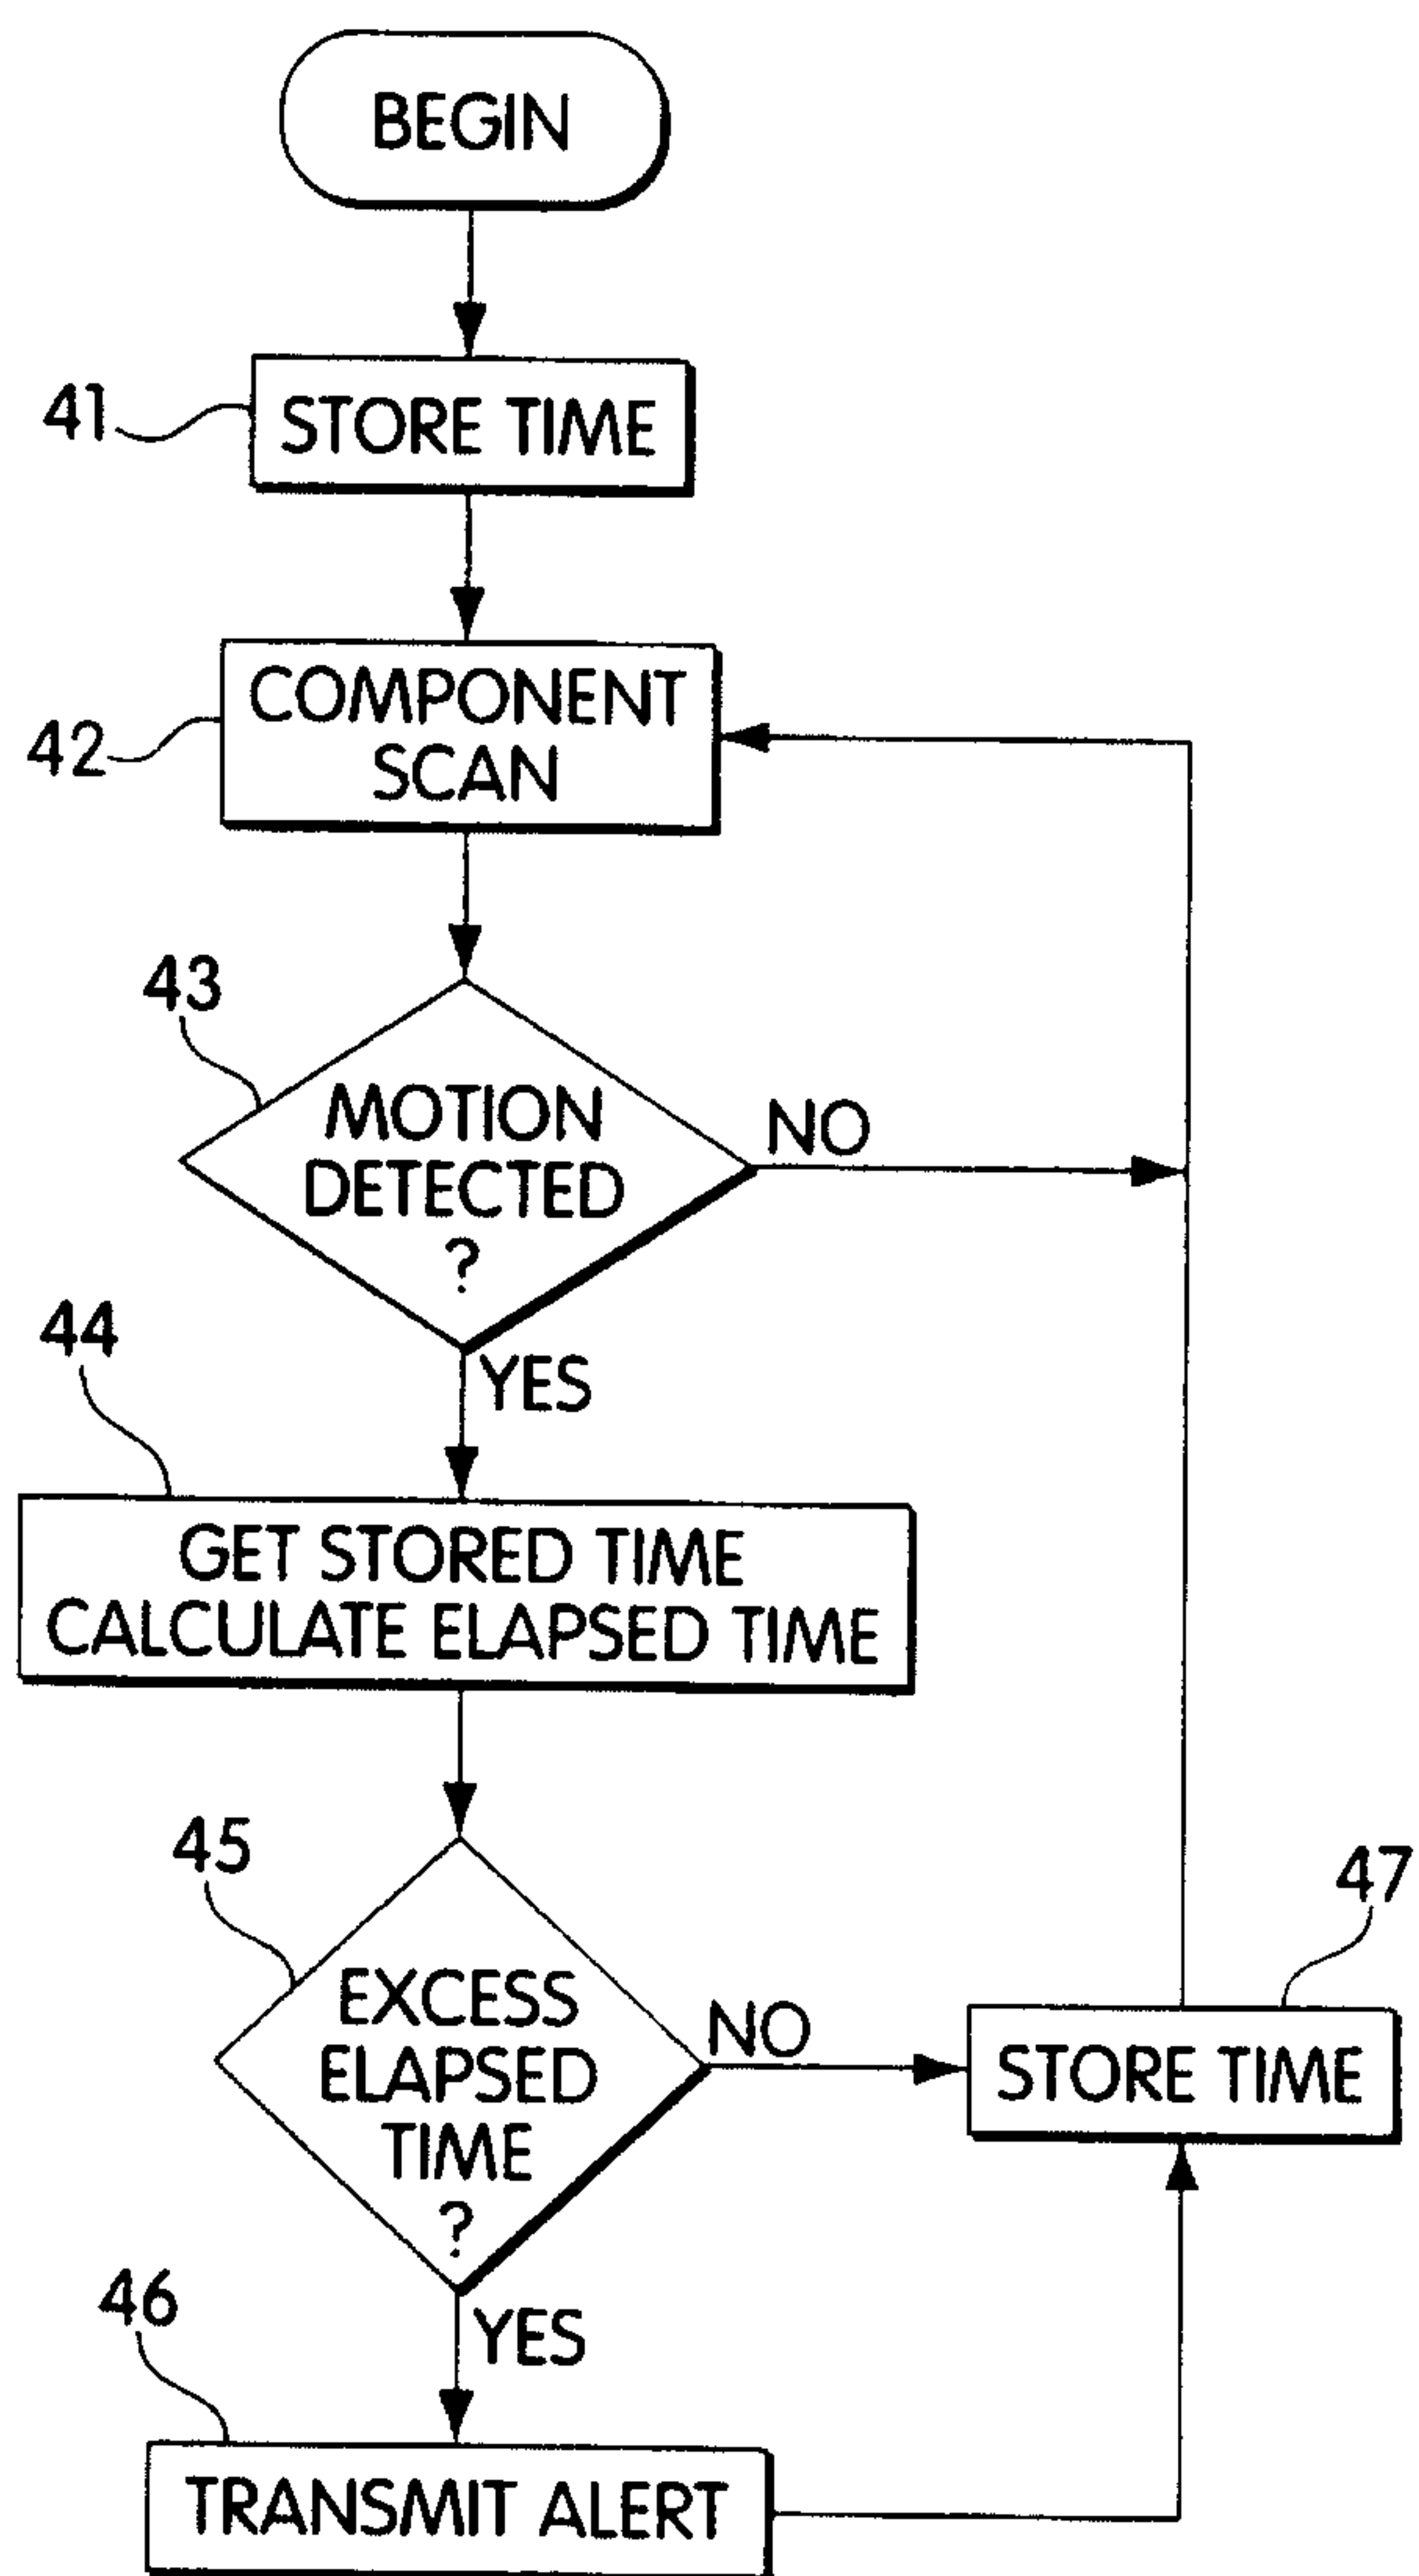 BEGIN
41
STORE TIME
42
COMPONENT
SCAN
43
MOTION
DETECTED
?
NO
YES
44
GET STORED TIME
CALCULATE ELAPSED TIME
45
EXCESS
ELAPSED
TIME
?
NO
YES
47
STORE TIME
46
TRANSMIT ALERT